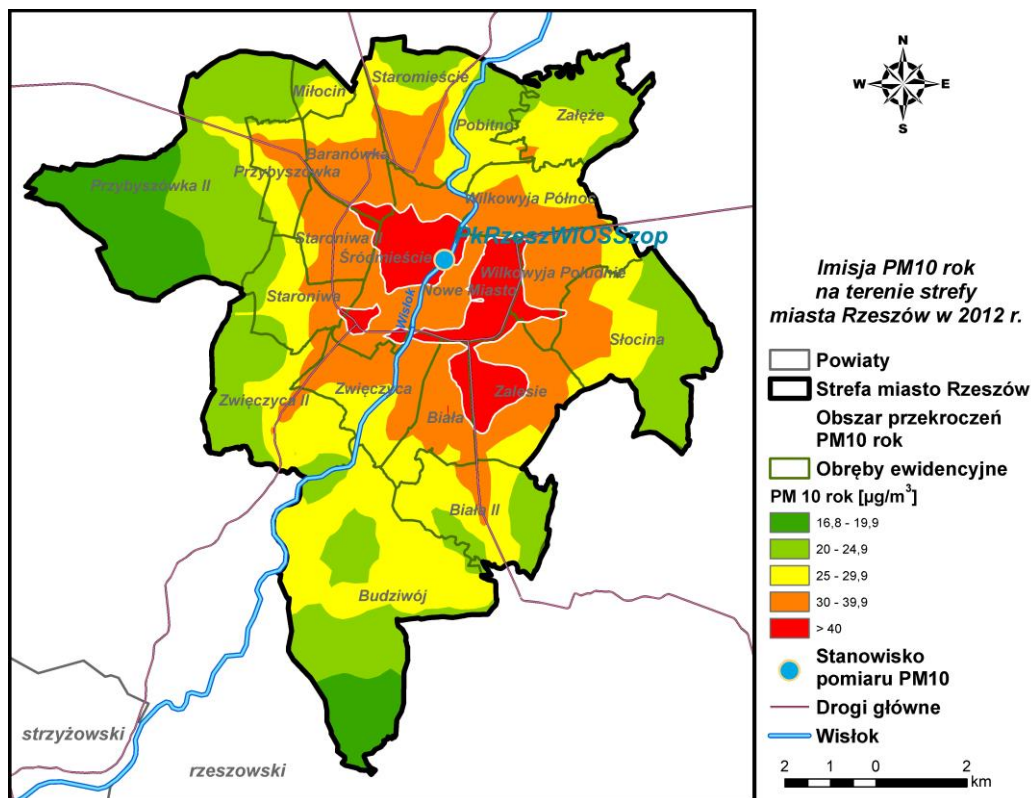 Staromieście
Miłocin
Załęże
Pobitno
Baranówka
Przybyszówka
Przybyszówka II
Wilkowyja Północ
PkRzeszWIOSSzop
Staroniwa II
Śródmieście
Wilkowyja Południe
Nowe Miasto
Staroniwa
Wisłok
Słocina
Zwięczyca
Zalesie
Zwięczyca II
Biała
Biała II
Budziwój
strzyżowski
rzeszowski
N
W
E
S
Imisja PM10 rok
na terenie strefy
miasta Rzeszów w 2012 r.
Powiaty
Strefa miasto Rzeszów
Obszar przekroczeń
PM10 rok
Obręby ewidencyjne
PM 10 rok [µg/m³]
16,8 - 19,9
20 - 24,9
25 - 29,9
30 - 39,9
> 40
Stanowisko
pomiaru PM10
Drogi główne
Wisłok
2 1 0 2
km